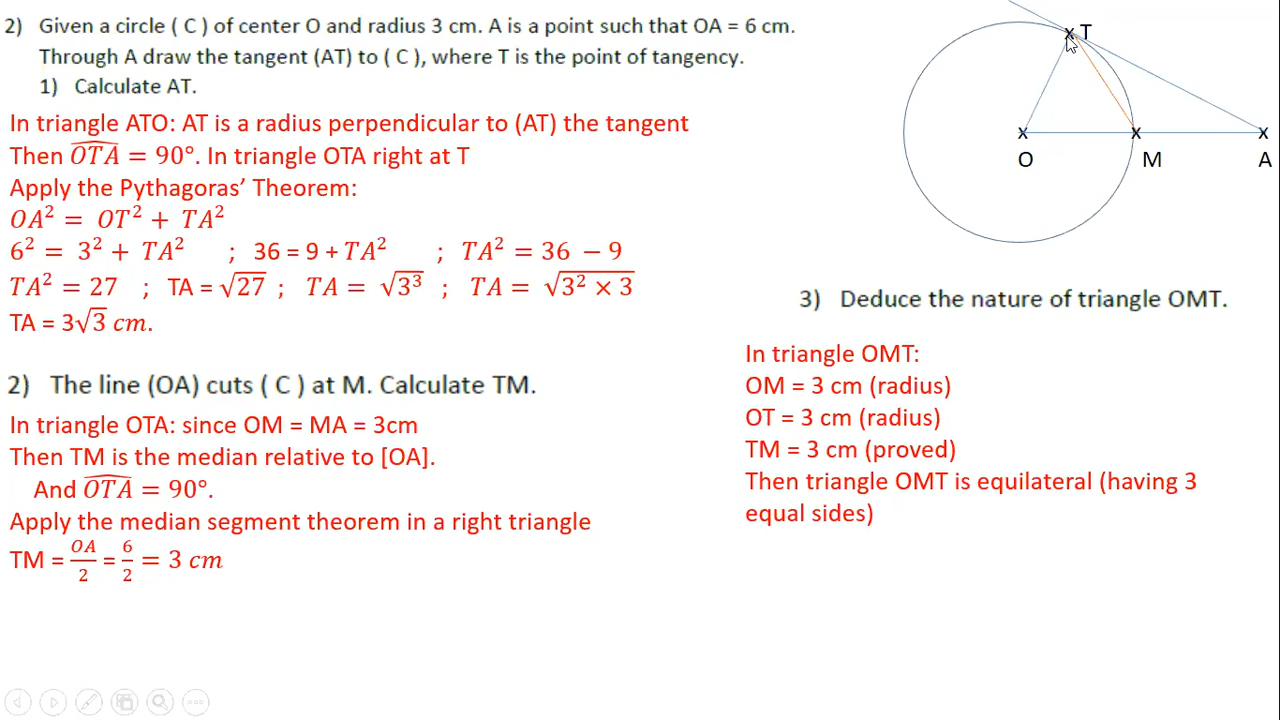 2) Given a circle ( C ) of center O and radius 3 cm. A is a point such that OA = 6 cm.
Through A draw the tangent (AT) to ( C ), where T is the point of tangency.
1) Calculate AT.
In triangle ATO: AT is a radius perpendicular to (AT) the tangent
Then \widehat{OTA} = 90°. In triangle OTA right at T
Apply the Pythagoras’ Theorem:
OA² = OT² + TA²
6² = 3² + TA² ; 36 = 9 + TA² ; TA² = 36 − 9
TA² = 27 ; TA = √27 ; TA = √3³ ; TA = √(3² × 3)
TA = 3√3 cm.
2) The line (OA) cuts ( C ) at M. Calculate TM.
In triangle OTA: since OM = MA = 3cm
Then TM is the median relative to [OA].
And \widehat{OTA} = 90°.
Apply the median segment theorem in a right triangle
TM = OA/2 = 6/2 = 3 cm
x T
x x x
O M A
3) Deduce the nature of triangle OMT.
In triangle OMT:
OM = 3 cm (radius)
OT = 3 cm (radius)
TM = 3 cm (proved)
Then triangle OMT is equilateral (having 3
equal sides)